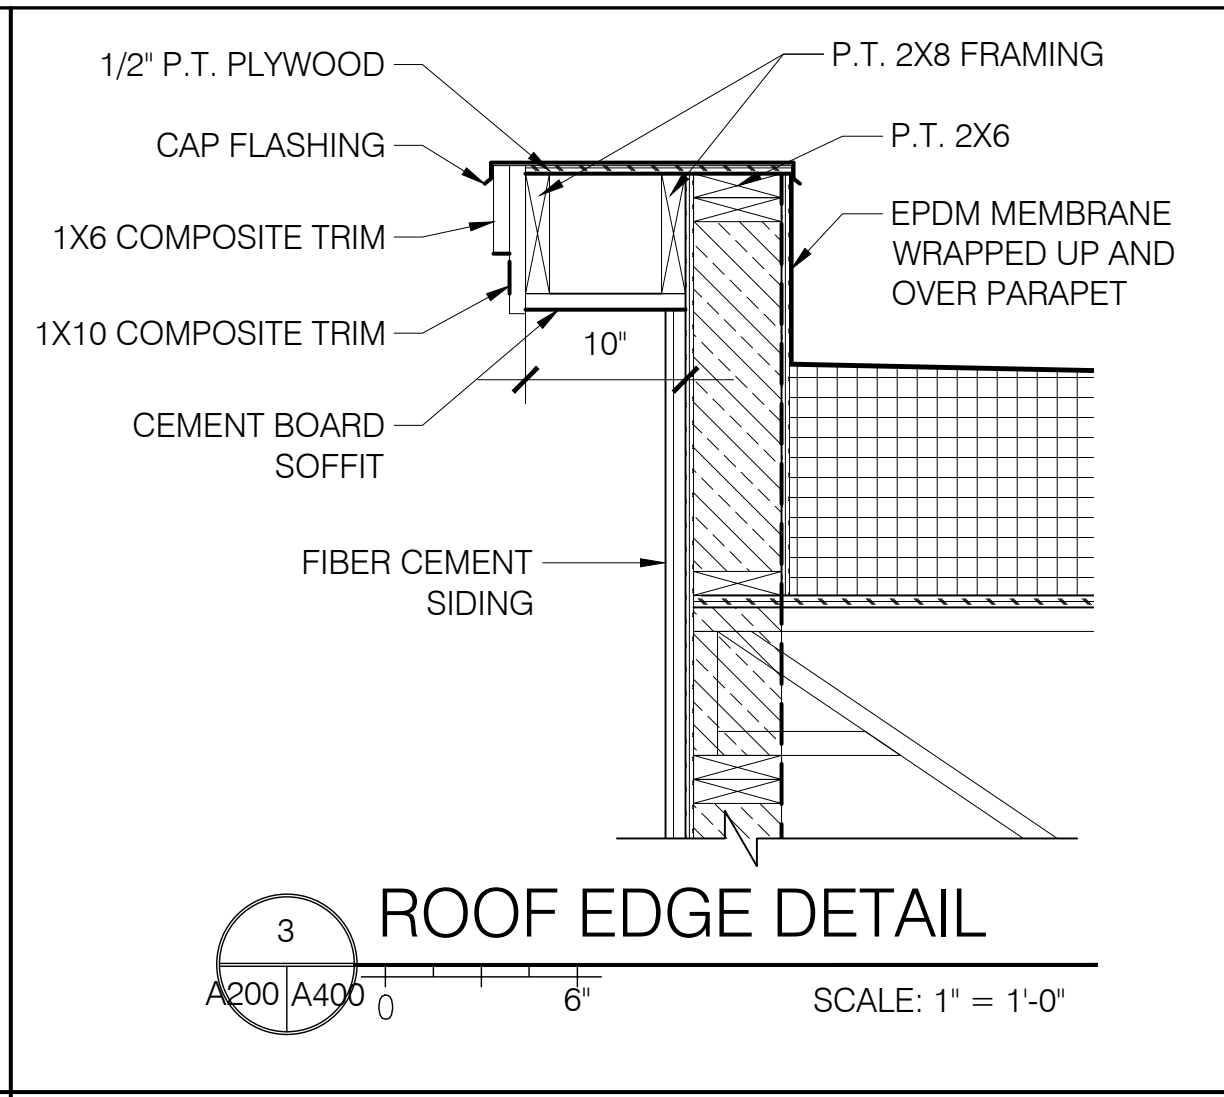 1/2" P.T. PLYWOOD
CAP FLASHING
1X6 COMPOSITE TRIM
1X10 COMPOSITE TRIM
CEMENT BOARD
SOFFIT
FIBER CEMENT
SIDING
10"
P.T. 2X8 FRAMING
P.T. 2X6
EPDM MEMBRANE
WRAPPED UP AND
OVER PARAPET
3
A200 A400
ROOF EDGE DETAIL
0 6"
SCALE: 1" = 1'-0"